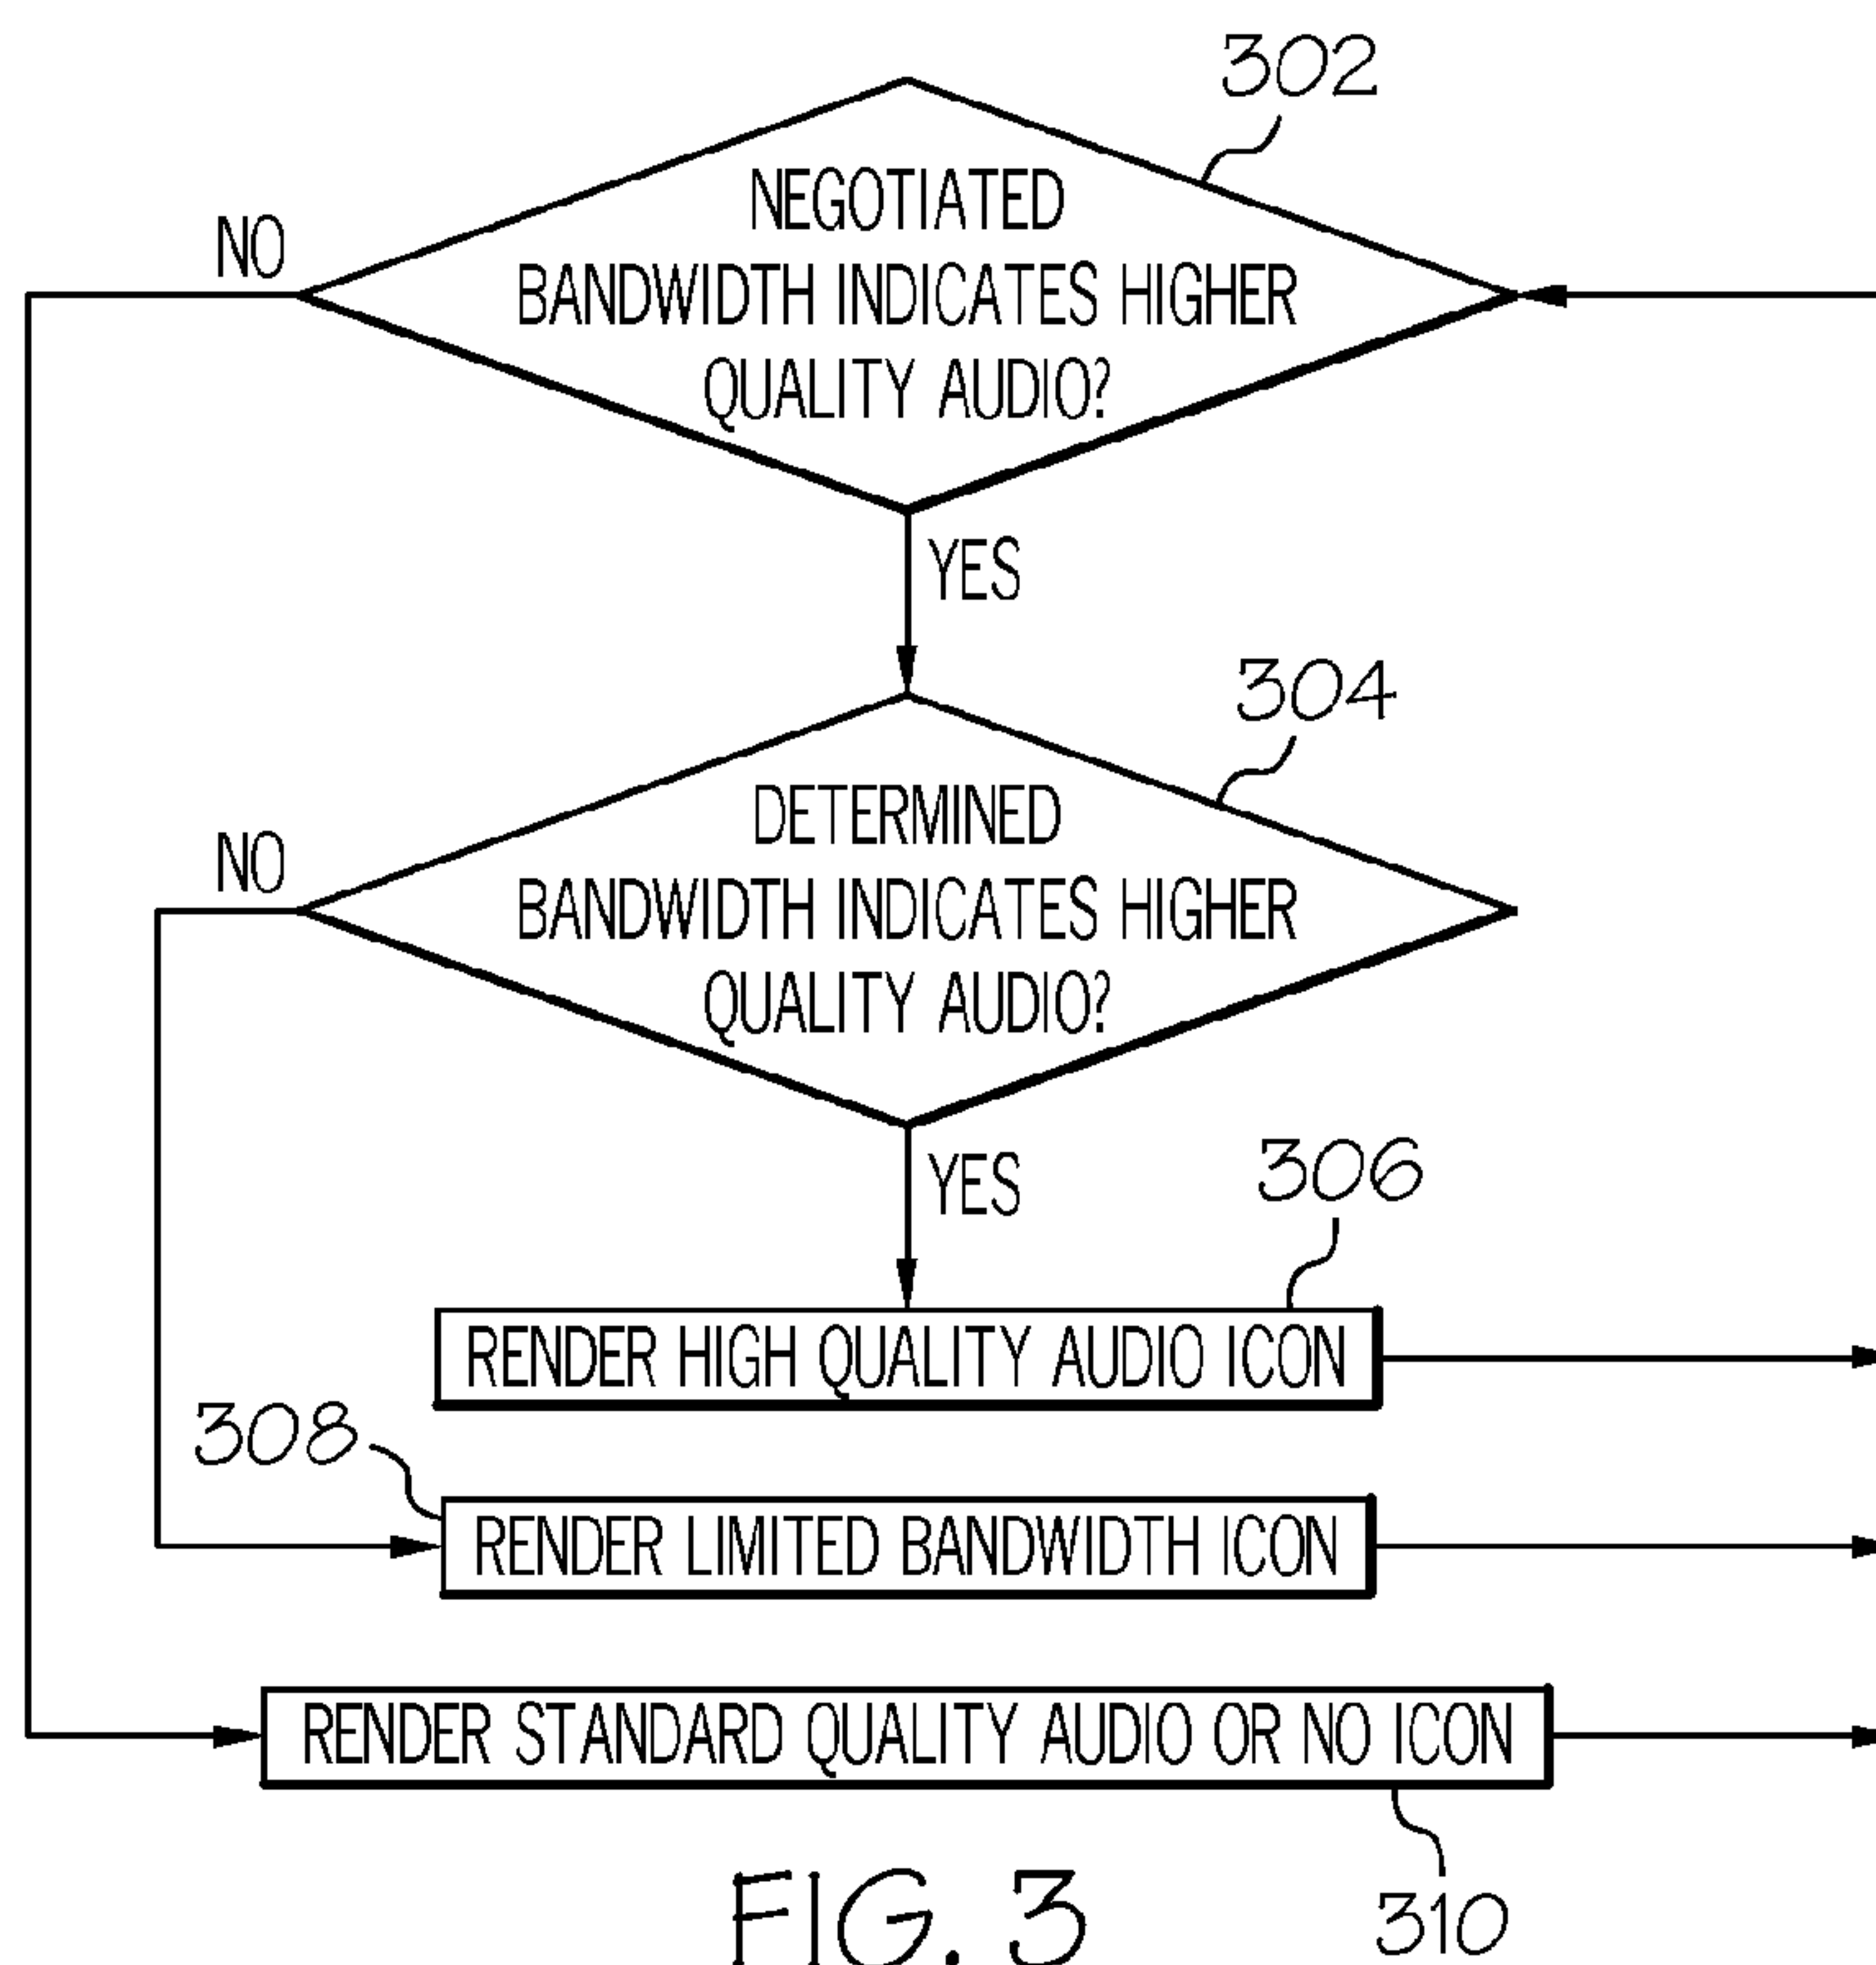 302
NEGOTIATED
BANDWIDTH INDICATES HIGHER
QUALITY AUDIO?
NO
YES
304
DETERMINED
BANDWIDTH INDICATES HIGHER
QUALITY AUDIO?
NO
YES
306
RENDER HIGH QUALITY AUDIO ICON
308
RENDER LIMITED BANDWIDTH ICON
RENDER STANDARD QUALITY AUDIO OR NO ICON
310
FIG. 3